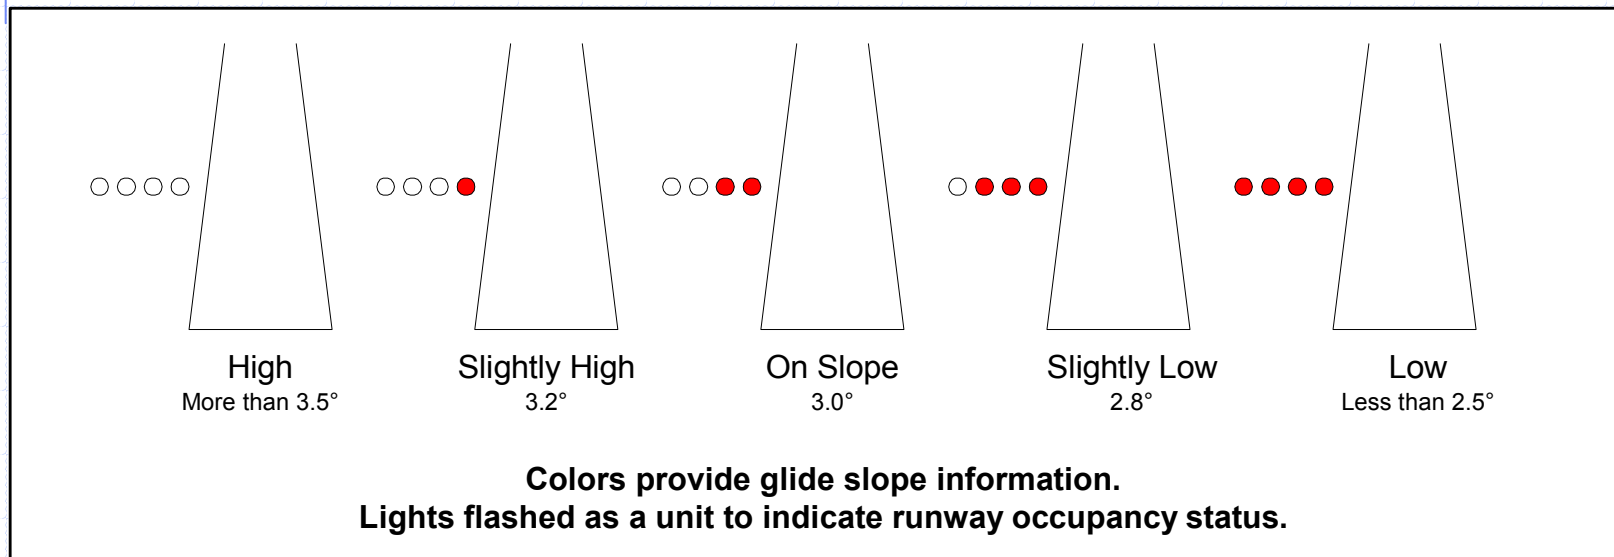 High
More than 3.5°
Slightly High
3.2°
On Slope
3.0°
Slightly Low
2.8°
Low
Less than 2.5°
Colors provide glide slope information.
Lights flashed as a unit to indicate runway occupancy status.